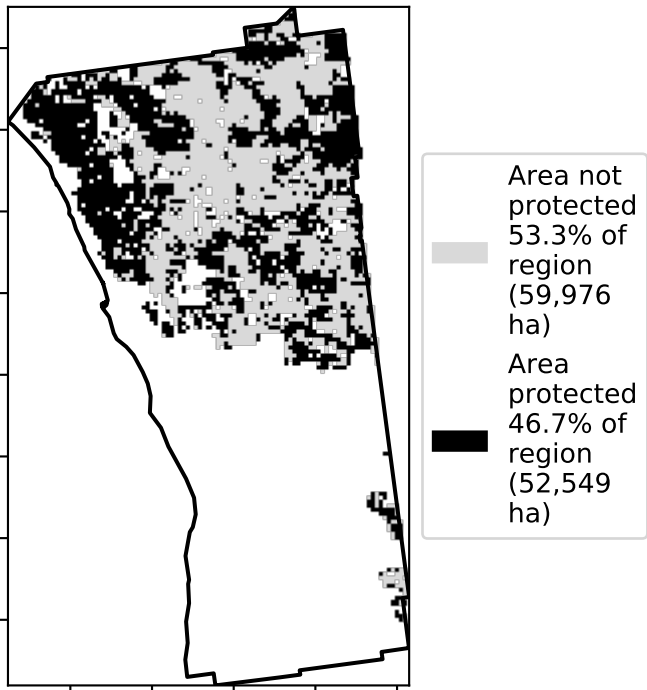 Area not
protected
53.3% of
region
(59,976
ha)
Area
protected
46.7% of
region
(52,549
ha)